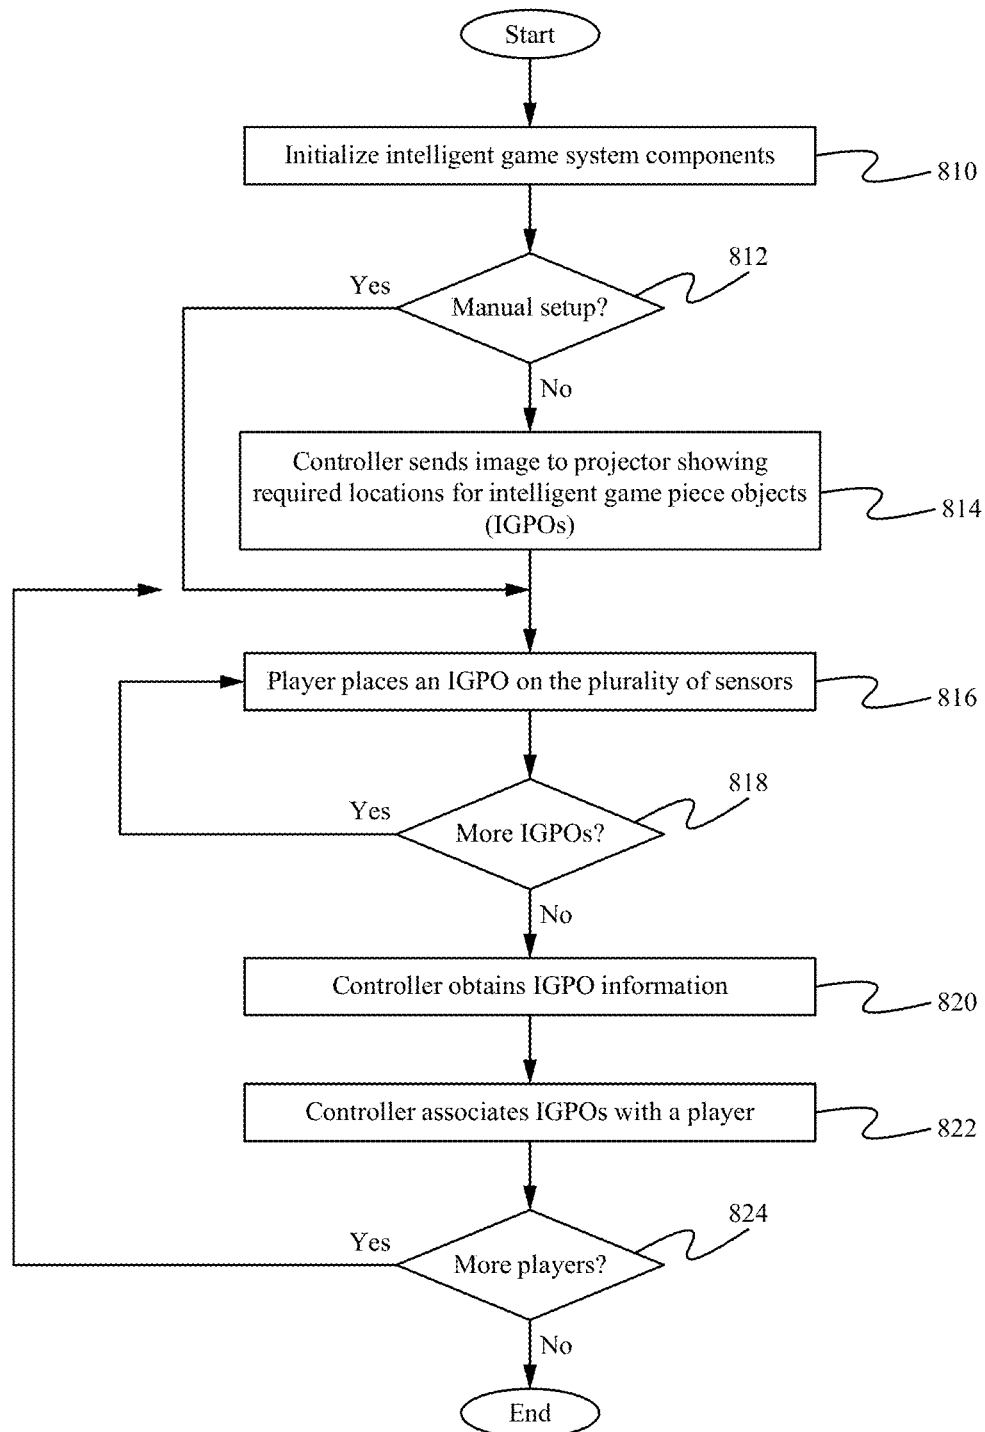 Start
Initialize intelligent game system components
810
812
Yes
Manual setup?
No
Controller sends image to projector showing
required locations for intelligent game piece objects
(IGPOs)
814
Player places an IGPO on the plurality of sensors
816
818
Yes
More IGPOs?
No
Controller obtains IGPO information
820
Controller associates IGPOs with a player
822
824
Yes
More players?
No
End